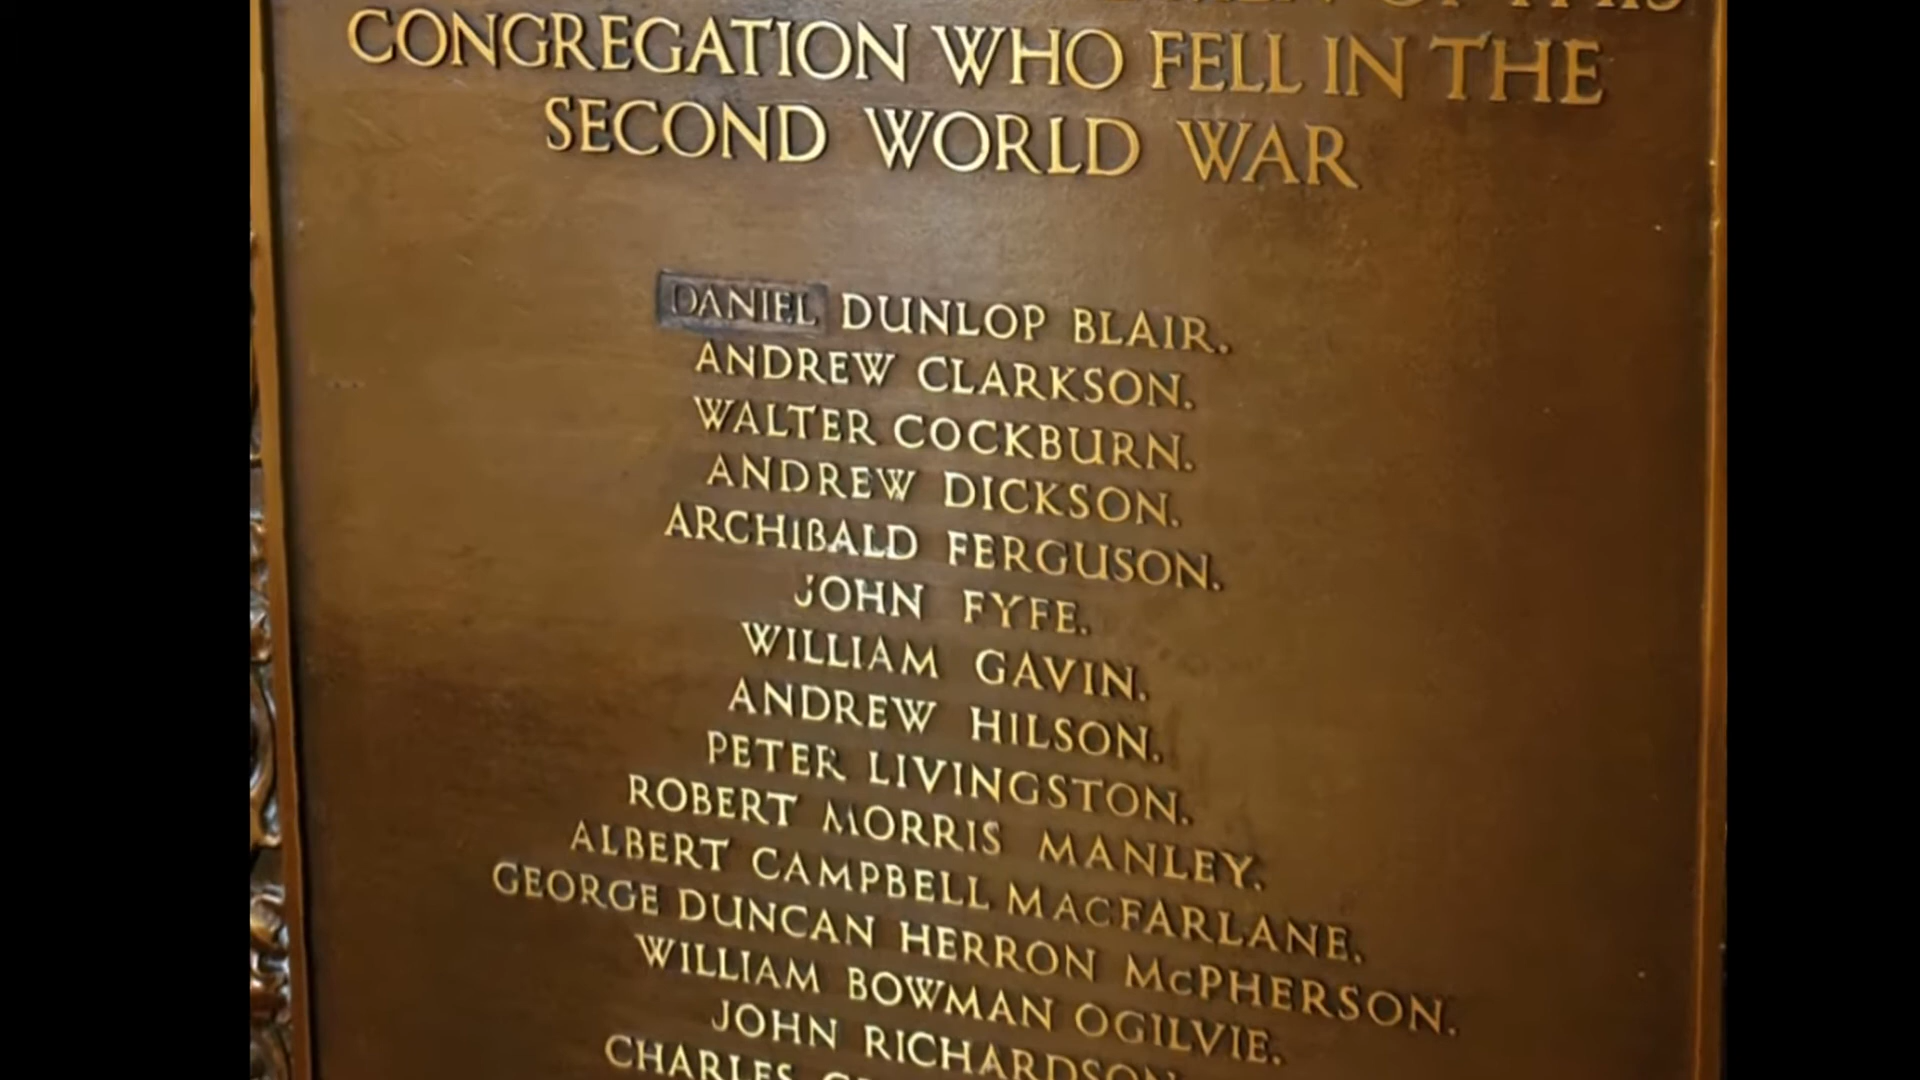 CONGREGATION WHO FELL IN THE
SECOND WORLD WAR
DANIEL DUNLOP BLAIR.
ANDREW CLARKSON.
WALTER COCKBURN.
ANDREW DICKSON.
ARCHIBALD FERGUSON.
JOHN FYFE.
WILLIAM GAVIN.
ANDREW HILSON.
PETER LIVINGSTON.
ROBERT MORRIS MANLEY.
ALBERT CAMPBELL MACFARLANE.
GEORGE DUNCAN HERRON McPHERSON.
WILLIAM BOWMAN OGILVIE.
JOHN RICHARDSON
CHARLES